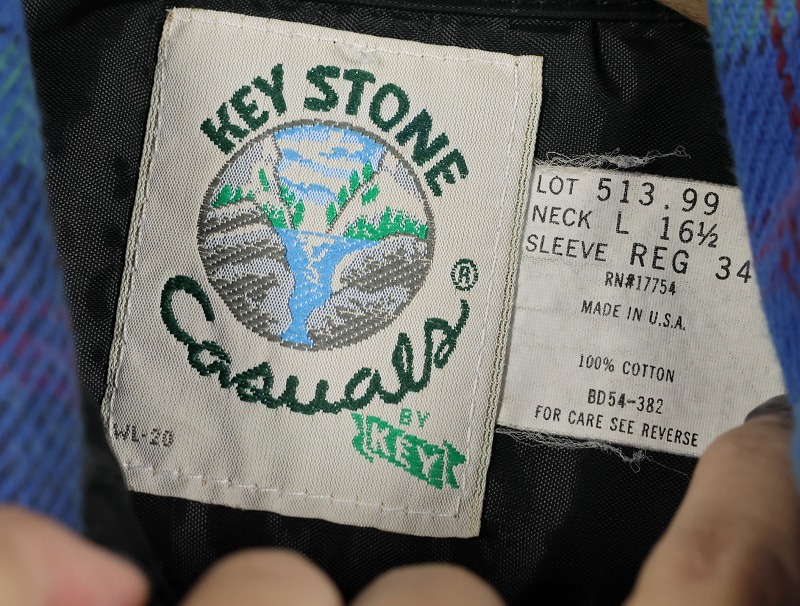 KEY STONE
Casuals®
BY
KEY
WL-20
LOT 513.99
NECK L 16½
SLEEVE REG 34
RN#17754
MADE IN U.S.A.
100% COTTON
BD54-382
FOR CARE SEE REVERSE